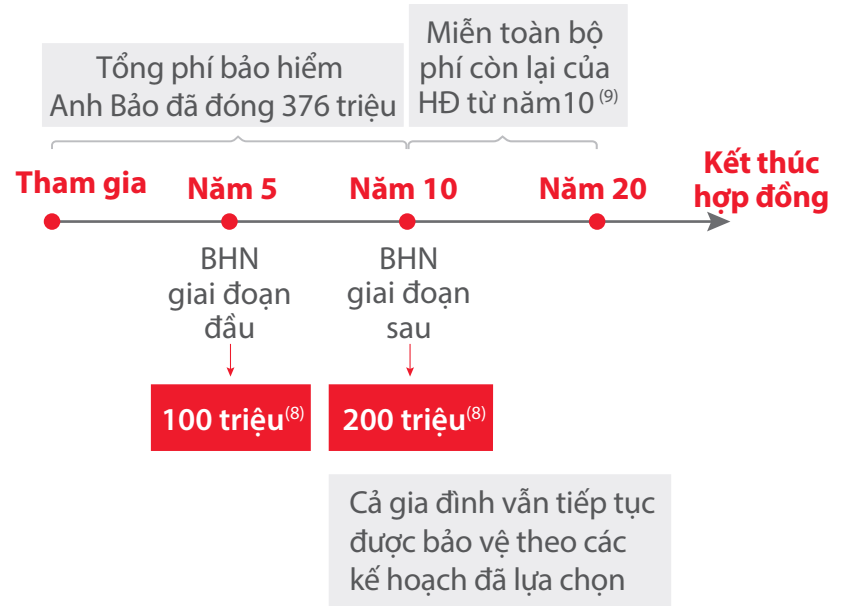 Tổng phí bảo hiểm
Anh Bảo đã đóng 376 triệu
Miễn toàn bộ
phí còn lại của
HĐ từ năm10 (9)
Tham gia
Năm 5
Năm 10
Năm 20
Kết thúc
hợp đồng
BHN
giai đoạn
đầu
BHN
giai đoạn
sau
100 triệu(8)
200 triệu(8)
Cả gia đình vẫn tiếp tục
được bảo vệ theo các
kế hoạch đã lựa chọn